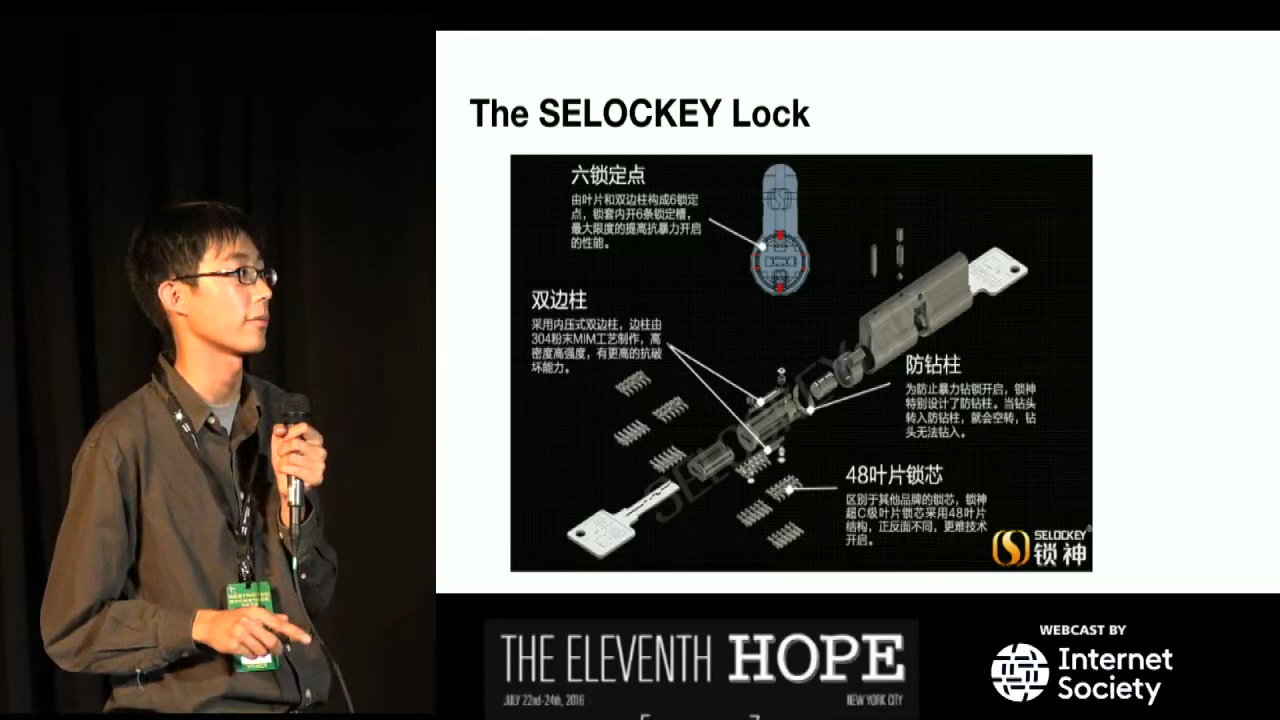 The SELOCKEY Lock
六锁定点
由叶片和双边柱构成6锁定
点，锁套内开6条锁定槽，
最大限度的提高抗暴力开启
的性能。
双边柱
采用内压式双边柱，边柱由
304粉末MIM工艺制作，高
密度高强度，有更高的抗破
坏能力。
防钻柱
为防止暴力钻锁开启，锁神
特别设计了防钻柱。当钻头
转入防钻柱，就会空转，钻
头无法钻入。
48叶片锁芯
区别于其他品牌的锁芯，锁神
超C级叶片锁芯采用48叶片
结构，正反面不同，更难技术
开启。
SELOCKEY
锁神
THE ELEVENTH HOPE
JULY 22nd-24th, 2016
NEW YORK CITY
WEBCAST BY
Internet
Society